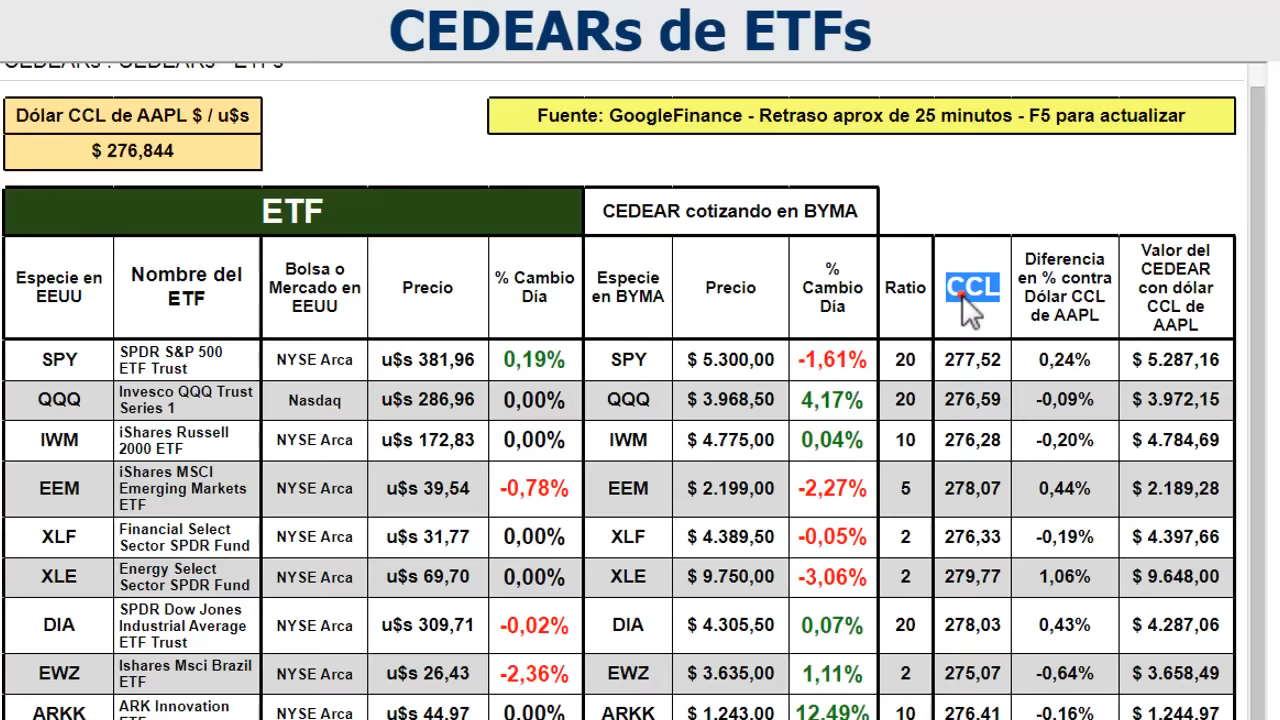 CEDEARs de ETFs
CEDEARs : CEDEARs - ETFs
Dólar CCL de AAPL $ / u$s
$ 276,844
Fuente: GoogleFinance - Retraso aprox de 25 minutos - F5 para actualizar
ETF
CEDEAR cotizando en BYMA
Especie en
EEUU
Nombre del
ETF
Bolsa o
Mercado en
EEUU
Precio
% Cambio
Día
Especie
en BYMA
Precio
%
Cambio
Día
Ratio
CCL
Diferencia
en % contra
Dólar CCL
de AAPL
Valor del
CEDEAR
con dólar
CCL de
AAPL
SPY
SPDR S&P 500
ETF Trust
NYSE Arca
u$s 381,96
0,19%
SPY
$ 5.300,00
-1,61%
20
277,52
0,24%
$ 5.287,16
QQQ
Invesco QQQ Trust
Series 1
Nasdaq
u$s 286,96
0,00%
QQQ
$ 3.968,50
4,17%
20
276,59
-0,09%
$ 3.972,15
IWM
iShares Russell
2000 ETF
NYSE Arca
u$s 172,83
0,00%
IWM
$ 4.775,00
0,04%
10
276,28
-0,20%
$ 4.784,69
EEM
iShares MSCI
Emerging Markets
ETF
NYSE Arca
u$s 39,54
-0,78%
EEM
$ 2.199,00
-2,27%
5
278,07
0,44%
$ 2.189,28
XLF
Financial Select
Sector SPDR Fund
NYSE Arca
u$s 31,77
0,00%
XLF
$ 4.389,50
-0,05%
2
276,33
-0,19%
$ 4.397,66
XLE
Energy Select
Sector SPDR Fund
NYSE Arca
u$s 69,70
0,00%
XLE
$ 9.750,00
-3,06%
2
279,77
1,06%
$ 9.648,00
DIA
SPDR Dow Jones
Industrial Average
ETF Trust
NYSE Arca
u$s 309,71
-0,02%
DIA
$ 4.305,50
0,07%
20
278,03
0,43%
$ 4.287,06
EWZ
Ishares Msci Brazil
ETF
NYSE Arca
u$s 26,43
-2,36%
EWZ
$ 3.635,00
1,11%
2
275,07
-0,64%
$ 3.658,49
ARKK
ARK Innovation
ETF
NYSE Arca
u$s 44,97
0,00%
ARKK
$ 1.243,00
12,49%
10
276,41
-0,16%
$ 1.244,97